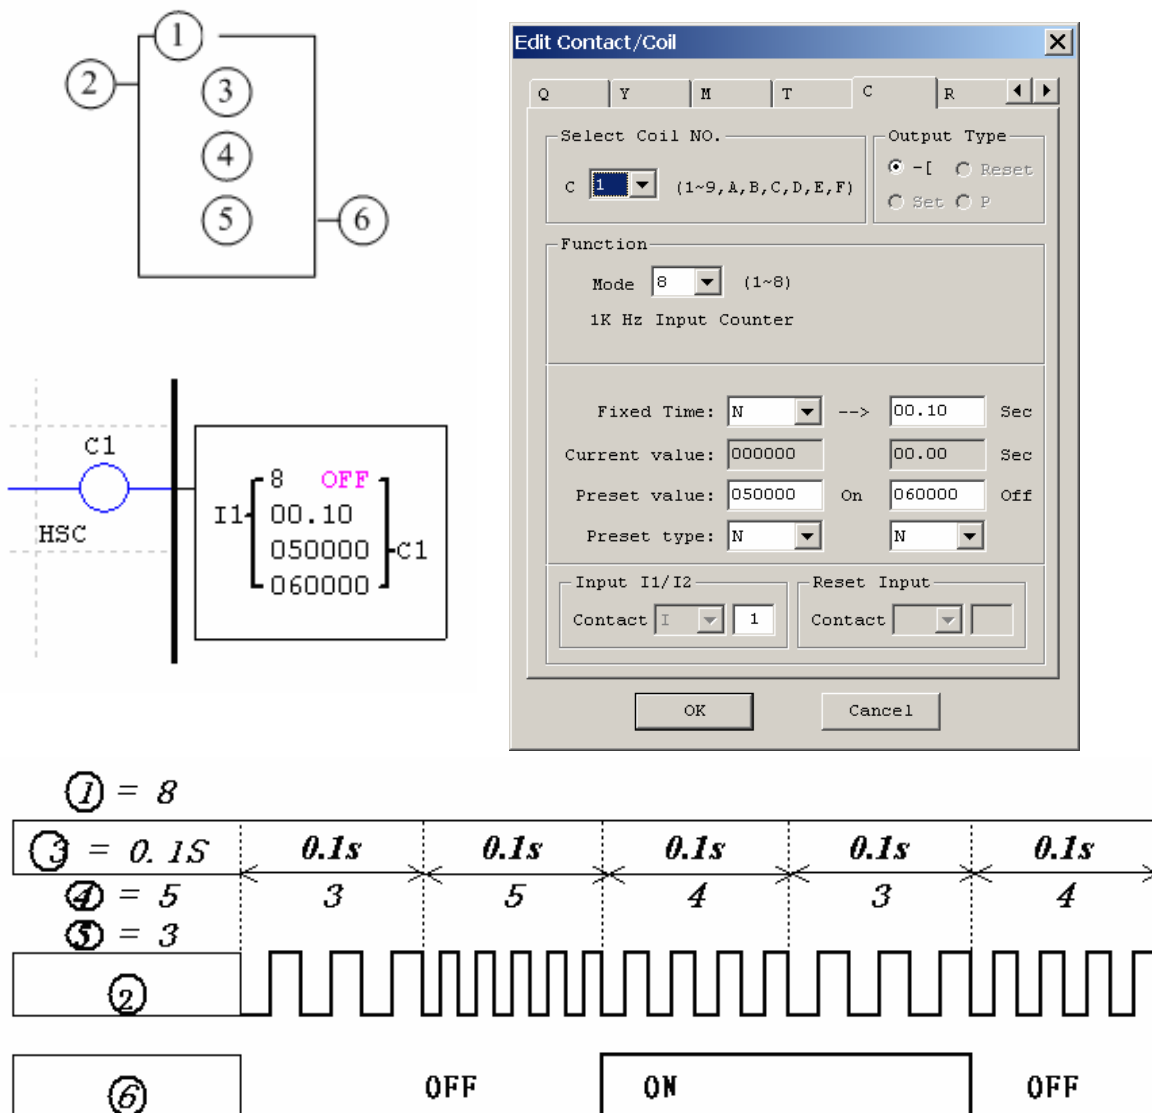 ①
②
③
④
⑤
⑥
Edit Contact/Coil
Q Y M T C R
Select Coil NO.
C 1 (1~9,A,B,C,D,E,F)
Output Type
-[ Reset
Set P
Function
Mode 8 (1~8)
1K Hz Input Counter
Fixed Time: N --> 00.10 Sec
Current value: 000000 00.00 Sec
Preset value: 050000 On 060000 Off
Preset type: N N
Input I1/I2
Contact I 1
Reset Input
Contact
OK Cancel
C1
HSC
8 OFF
I1 00.10
050000 C1
060000
① = 8
③ = 0.1S 0.1s 0.1s 0.1s 0.1s 0.1s
④ = 5 3 5 4 3 4
⑤ = 3
②
⑥ OFF ON OFF